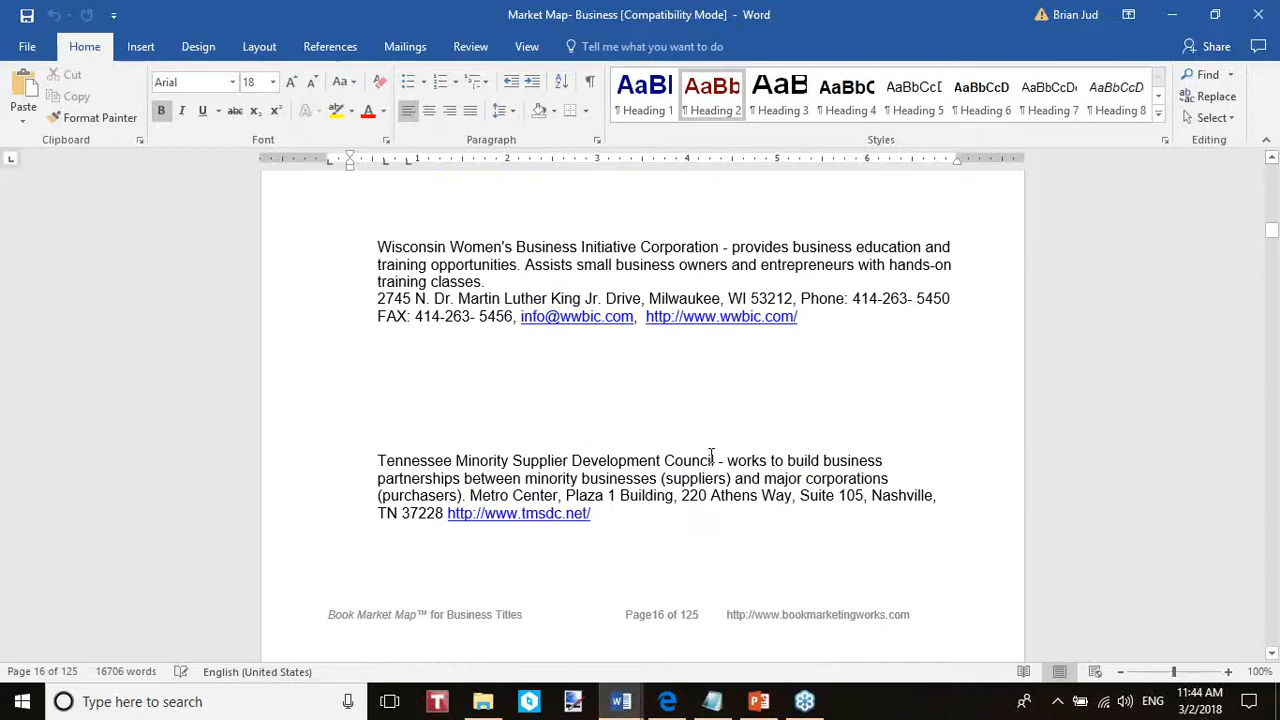 Market Map- Business [Compatibility Mode] - Word
Brian Jud
File Home Insert Design Layout References Mailings Review View Tell me what you want to do Share
Paste
Cut
Copy
Format Painter
Arial 18
AaBl AaBb AaB AaBbC AaBbCcD AaBbCcD AaBbCcD AaBbCcD
¶ Heading 1 ¶ Heading 2 ¶ Heading 3 ¶ Heading 4 ¶ Heading 5 ¶ Heading 6 ¶ Heading 7 ¶ Heading 8
Find
Replace
Select
Clipboard Font Paragraph Styles Editing
1 2 3 4 5 6
Wisconsin Women's Business Initiative Corporation - provides business education and
training opportunities. Assists small business owners and entrepreneurs with hands-on
training classes.
2745 N. Dr. Martin Luther King Jr. Drive, Milwaukee, WI 53212, Phone: 414-263- 5450
FAX: 414-263- 5456, info@wwbic.com, http://www.wwbic.com/
Tennessee Minority Supplier Development Council - works to build business
partnerships between minority businesses (suppliers) and major corporations
(purchasers). Metro Center, Plaza 1 Building, 220 Athens Way, Suite 105, Nashville,
TN 37228 http://www.tmsdc.net/
Book Market Map™ for Business Titles Page16 of 125 http://www.bookmarketingworks.com
Page 16 of 125 16706 words English (United States) 100%
Type here to search
ENG
11:44 AM
3/2/2018